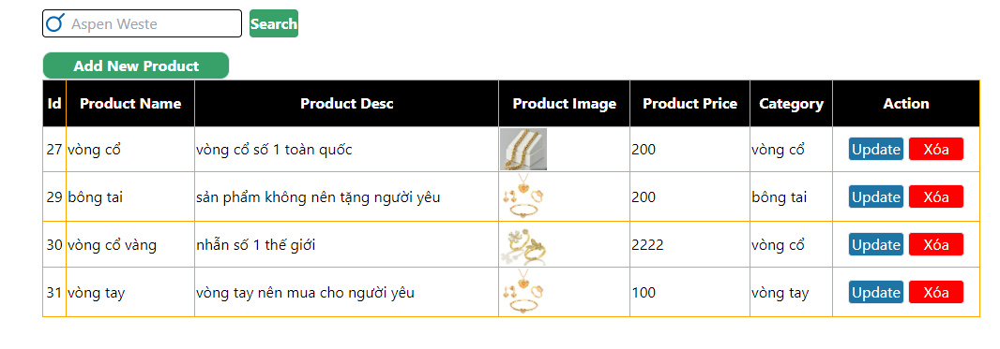 Aspen Weste Search
Add New Product
Id Product Name Product Desc Product Image Product Price Category Action
27 vòng cổ vòng cổ số 1 toàn quốc 200 vòng cổ Update Xóa
29 bông tai sản phẩm không nên tặng người yêu 200 bông tai Update Xóa
30 vòng cổ vàng nhẫn số 1 thế giới 2222 vòng cổ Update Xóa
31 vòng tay vòng tay nên mua cho người yêu 100 vòng tay Update Xóa